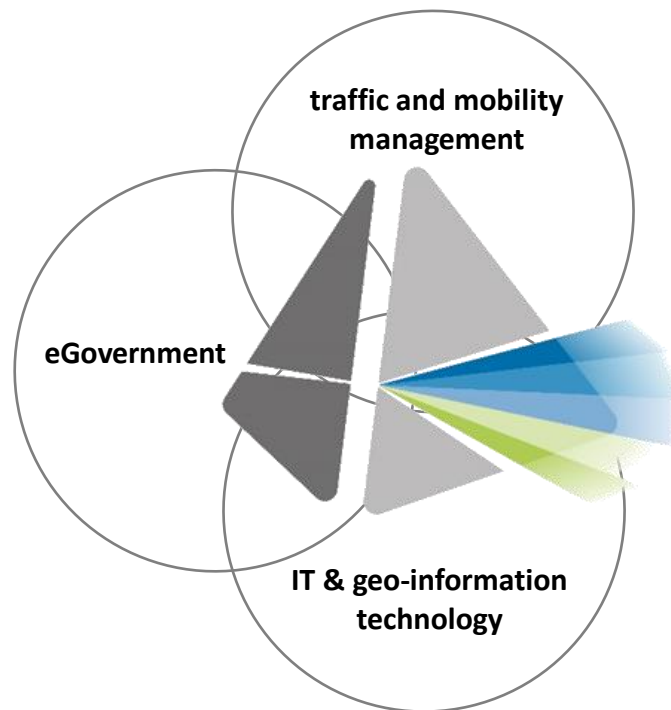 traffic and mobility
management
eGovernment
IT & geo-information
technology